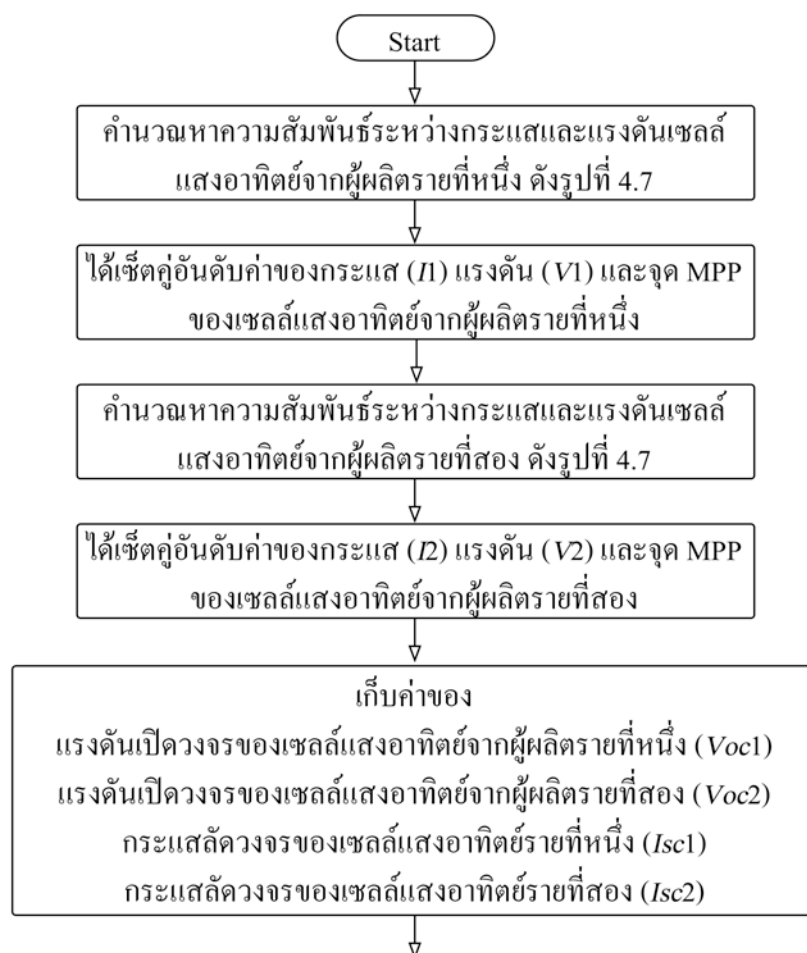 Start
คำนวณหาความสัมพันธ์ระหว่างกระแสและแรงดันเซลล์
แสงอาทิตย์จากผู้ผลิตรายที่หนึ่ง ดังรูปที่ 4.7
ได้เซ็ตคู่อันดับค่าของกระแส (I1) แรงดัน (V1) และจุด MPP
ของเซลล์แสงอาทิตย์จากผู้ผลิตรายที่หนึ่ง
คำนวณหาความสัมพันธ์ระหว่างกระแสและแรงดันเซลล์
แสงอาทิตย์จากผู้ผลิตรายที่สอง ดังรูปที่ 4.7
ได้เซ็ตคู่อันดับค่าของกระแส (I2) แรงดัน (V2) และจุด MPP
ของเซลล์แสงอาทิตย์จากผู้ผลิตรายที่สอง
เก็บค่าของ
แรงดันเปิดวงจรของเซลล์แสงอาทิตย์จากผู้ผลิตรายที่หนึ่ง (Voc1)
แรงดันเปิดวงจรของเซลล์แสงอาทิตย์จากผู้ผลิตรายที่สอง (Voc2)
กระแสลัดวงจรของเซลล์แสงอาทิตย์รายที่หนึ่ง (Isc1)
กระแสลัดวงจรของเซลล์แสงอาทิตย์รายที่สอง (Isc2)